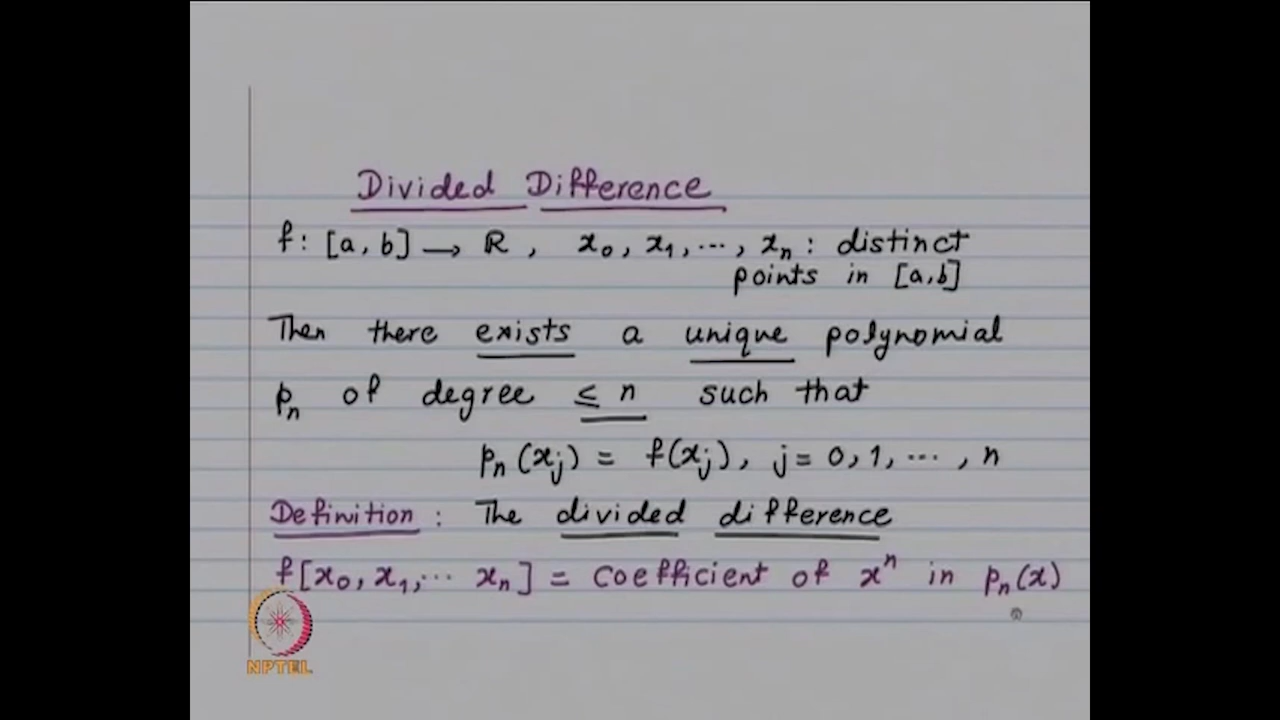 Divided Difference
f: [a, b] → ℝ, x₀, x₁, ⋯, xₙ : distinct
points in [a,b]
Then there exists a unique polynomial
pₙ of degree ≤ n such that
pₙ(xⱼ) = f(xⱼ), j = 0, 1, ⋯, n
Definition : The divided difference
f[x₀, x₁, ⋯ xₙ] = coefficient of xⁿ in pₙ(x)
NPTEL